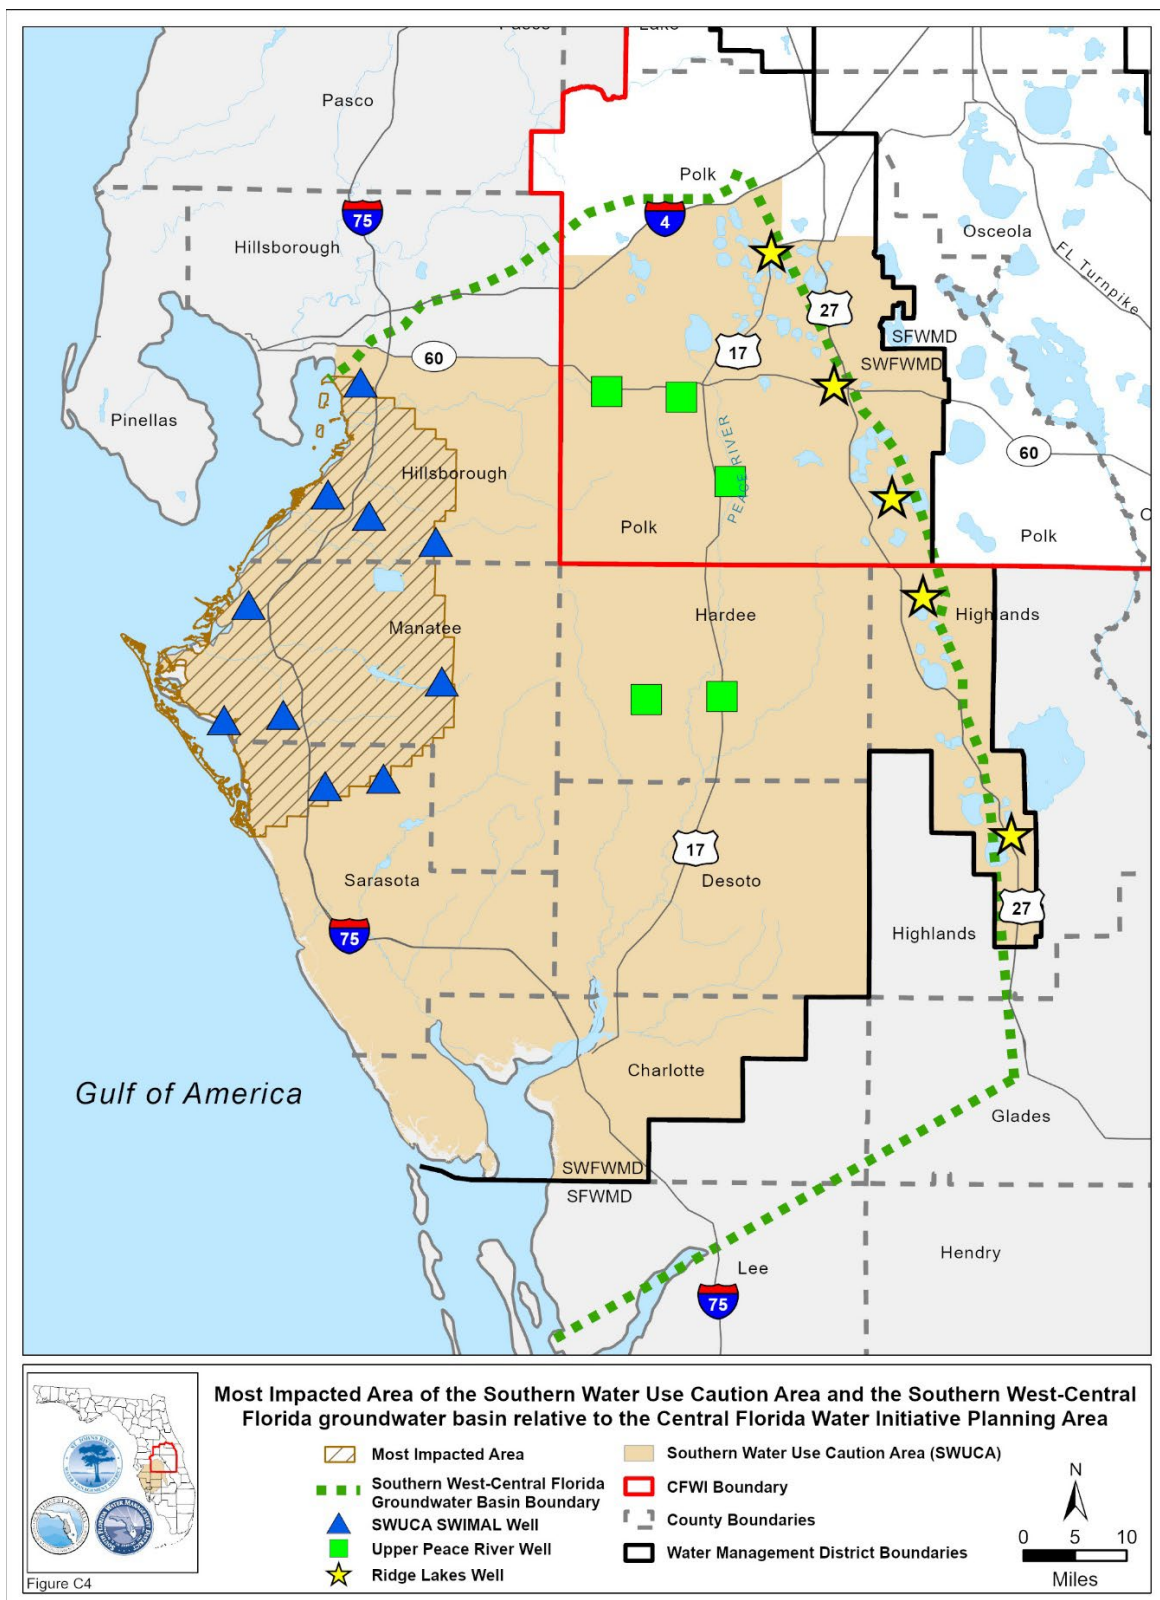 Pasco
Polk
75
4
Hillsborough
Osceola
FL Turnpike
27
SFWMD
17
SWFWMD
60
Pinellas
60
Hillsborough
PEACE RIVER
Polk
Polk
Hardee
Highlands
Manatee
17
Sarasota
Desoto
27
Highlands
75
Charlotte
Gulf of America
Glades
SWFWMD
SFWMD
Hendry
Lee
75
Most Impacted Area of the Southern Water Use Caution Area and the Southern West-Central
Florida groundwater basin relative to the Central Florida Water Initiative Planning Area
Most Impacted Area
Southern West-Central Florida
Groundwater Basin Boundary
SWUCA SWIMAL Well
Upper Peace River Well
Ridge Lakes Well
Southern Water Use Caution Area (SWUCA)
CFWI Boundary
County Boundaries
Water Management District Boundaries
N
0 5 10
Miles
Figure C4